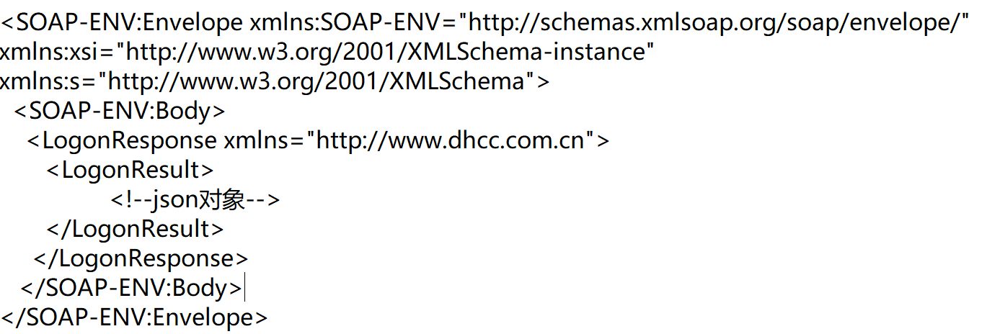 <SOAP-ENV:Envelope xmlns:SOAP-ENV="http://schemas.xmlsoap.org/soap/envelope/"
xmlns:xsi="http://www.w3.org/2001/XMLSchema-instance"
xmlns:s="http://www.w3.org/2001/XMLSchema">
<SOAP-ENV:Body>
<LogonResponse xmlns="http://www.dhcc.com.cn">
<LogonResult>
<!--json对象-->
</LogonResult>
</LogonResponse>
</SOAP-ENV:Body>
</SOAP-ENV:Envelope>